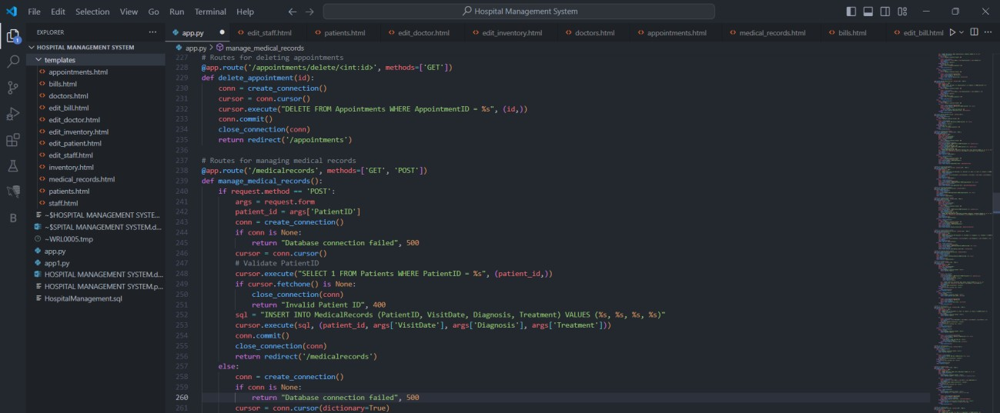 File Edit Selection View Go Run Terminal Help
Hospital Management System
EXPLORER
HOSPITAL MANAGEMENT SYSTEM
templates
appointments.html
bills.html
doctors.html
edit_bill.html
edit_doctor.html
edit_inventory.html
edit_patient.html
edit_staff.html
inventory.html
medical_records.html
patients.html
staff.html
~$HOSPITAL MANAGEMENT SYSTE...
~$SPITAL MANAGEMENT SYSTEM.d...
~WRL0005.tmp
app.py
app1.py
HOSPITAL MANAGEMENT SYSTEM.d...
HOSPITAL MANAGEMENT SYSTEM.p...
HospitalManagement.sql
app.py edit_staff.html patients.html edit_doctor.html edit_inventory.html doctors.html appointments.html medical_records.html bills.html edit_bill.html
app.py > manage_medical_records
227 # Routes for deleting appointments
228 @app.route('/appointments/delete/<int:id>', methods=['GET'])
229 def delete_appointment(id):
230     conn = create_connection()
231     cursor = conn.cursor()
232     cursor.execute("DELETE FROM Appointments WHERE AppointmentID = %s", (id,))
233     conn.commit()
234     close_connection(conn)
235     return redirect('/appointments')
236
237 # Routes for managing medical records
238 @app.route('/medicalrecords', methods=['GET', 'POST'])
239 def manage_medical_records():
240     if request.method == 'POST':
241         args = request.form
242         patient_id = args['PatientID']
243         conn = create_connection()
244         if conn is None:
245             return "Database connection failed", 500
246         cursor = conn.cursor()
247         # Validate PatientID
248         cursor.execute("SELECT 1 FROM Patients WHERE PatientID = %s", (patient_id,))
249         if cursor.fetchone() is None:
250             close_connection(conn)
251             return "Invalid Patient ID", 400
252         sql = "INSERT INTO MedicalRecords (PatientID, VisitDate, Diagnosis, Treatment) VALUES (%s, %s, %s, %s)"
253         cursor.execute(sql, (patient_id, args['VisitDate'], args['Diagnosis'], args['Treatment']))
254         conn.commit()
255         close_connection(conn)
256         return redirect('/medicalrecords')
257     else:
258         conn = create_connection()
259         if conn is None:
260             return "Database connection failed", 500
261         cursor = conn.cursor(dictionary=True)